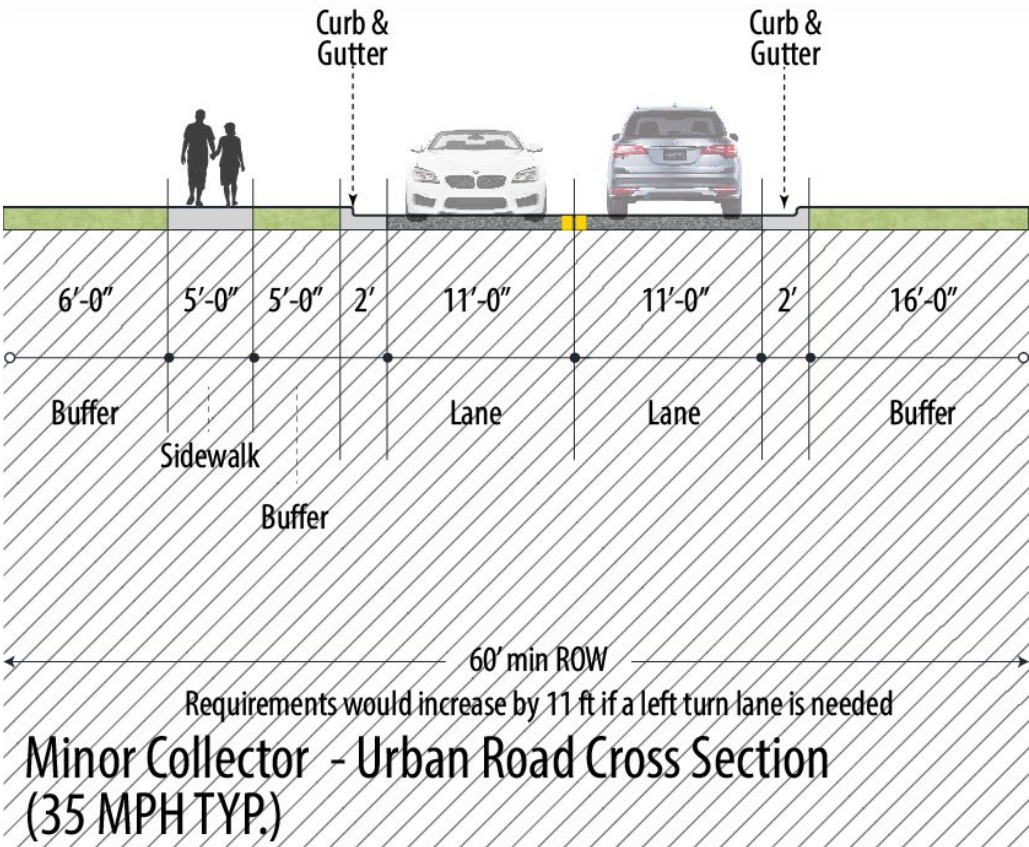 Curb &
Gutter
Curb &
Gutter
6'-0"
5'-0"
5'-0"
2'
11'-0"
11'-0"
2'
16'-0"
Buffer
Sidewalk
Buffer
Lane
Lane
Buffer
60' min ROW
Requirements would increase by 11 ft if a left turn lane is needed
Minor Collector - Urban Road Cross Section
(35 MPH TYP.)